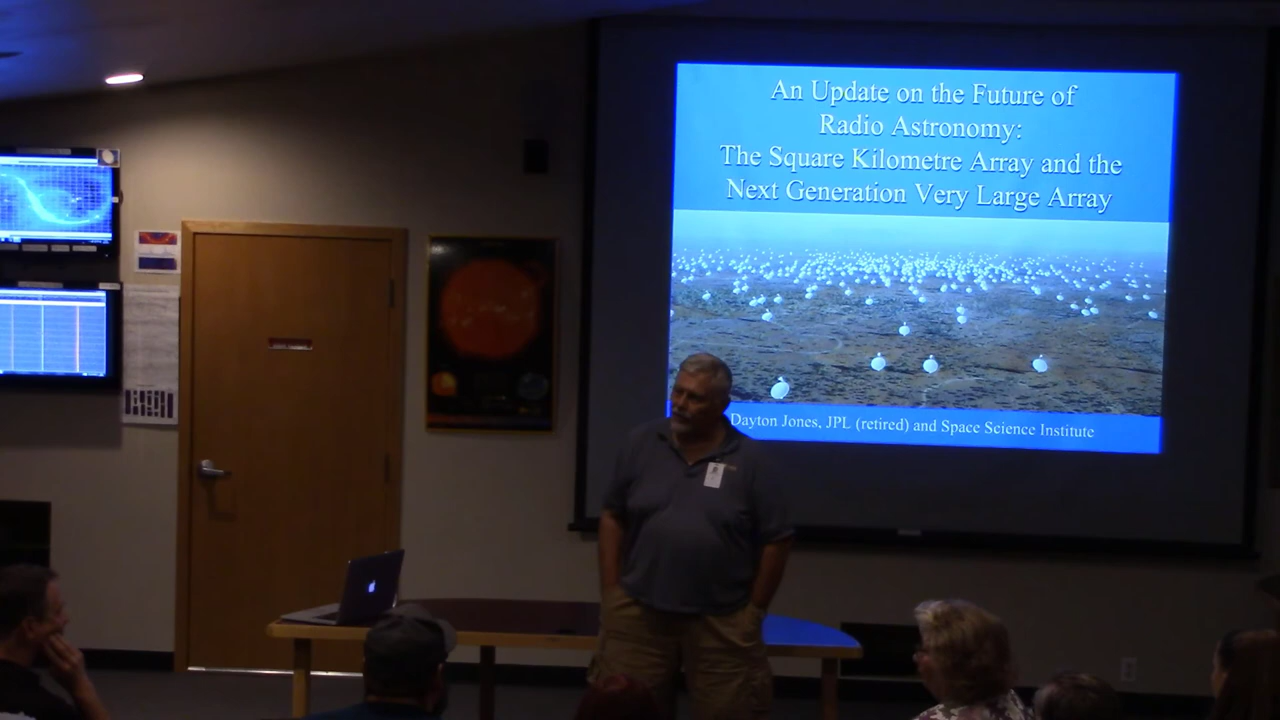 An Update on the Future of
Radio Astronomy:
The Square Kilometre Array and the
Next Generation Very Large Array
Dayton Jones, JPL (retired) and Space Science Institute